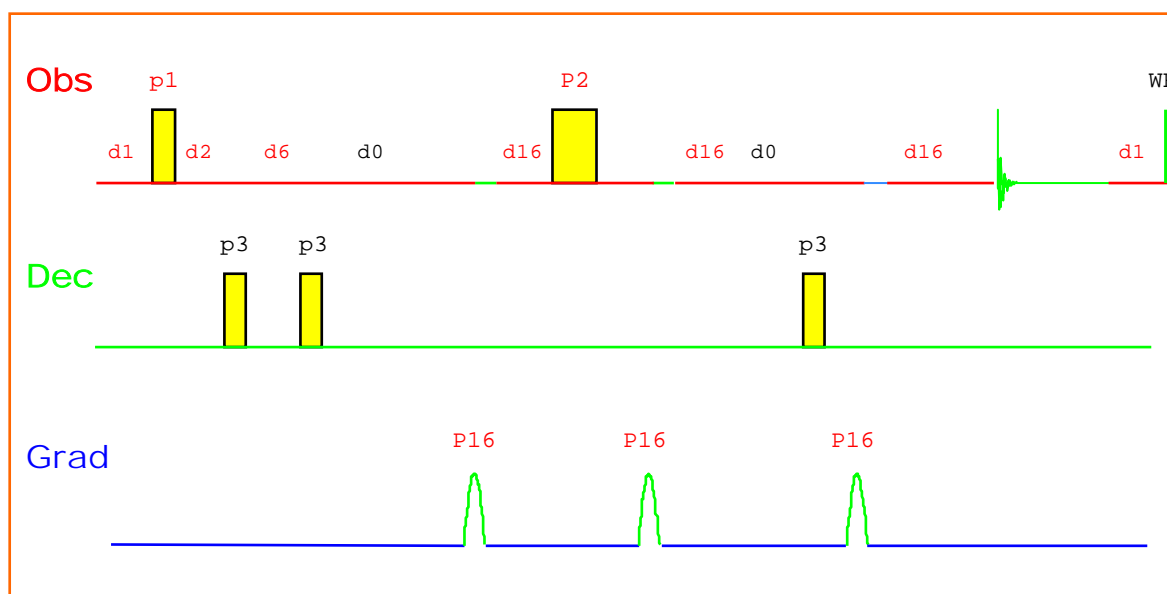 Obs p1 P2 W
d1 d2 d6 d0 d16 d16 d0 d16 d1
p3 p3 p3
Dec
P16 P16 P16
Grad